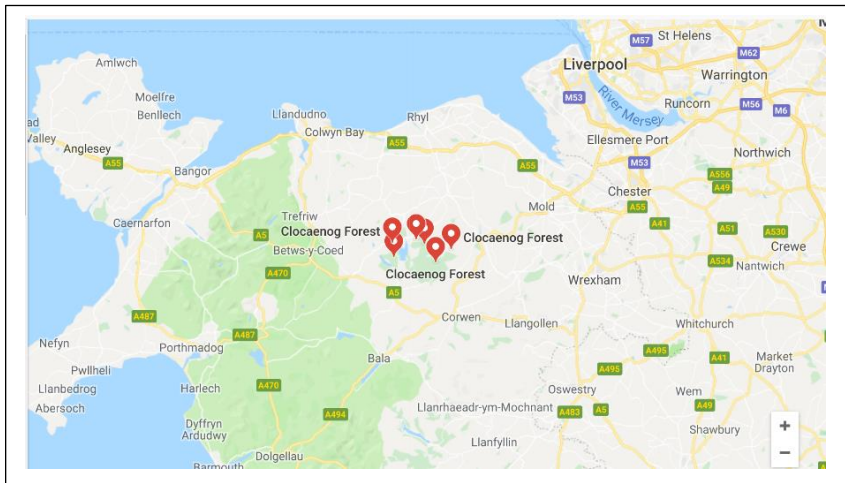 M
M57
St Helens
M62
Liverpool
Warrington
Amlwch
Moelfre
Benllech
Llandudno
Rhyl
M53
River Mersey
Runcorn
M56
M6
ad
Valley
Anglesey
A55
Colwyn Bay
A55
Ellesmere Port
Bangor
A55
M53
Northwich
A556
Chester
A49
Caernarfon
Trefriw
Mold
A55
A41
A51
A530
A5
Clocaenog Forest
Clocaenog Forest
Crewe
Betws-y-Coed
A534
Nantwich
A470
Clocaenog Forest
Wrexham
A5
A487
Corwen
Llangollen
Whitchurch
A487
Nefyn
Porthmadog
Bala
A495
A41
Market
Drayton
Pwllheli
A495
Llanbedrog
Harlech
A470
Oswestry
Wem
Abersoch
A494
Llanrhaeadr-ym-Mochnant
A483
A5
A49
Dyffryn
Ardudwy
Shawbury
Llanfyllin
Dolgellau
Barmouth
+
−